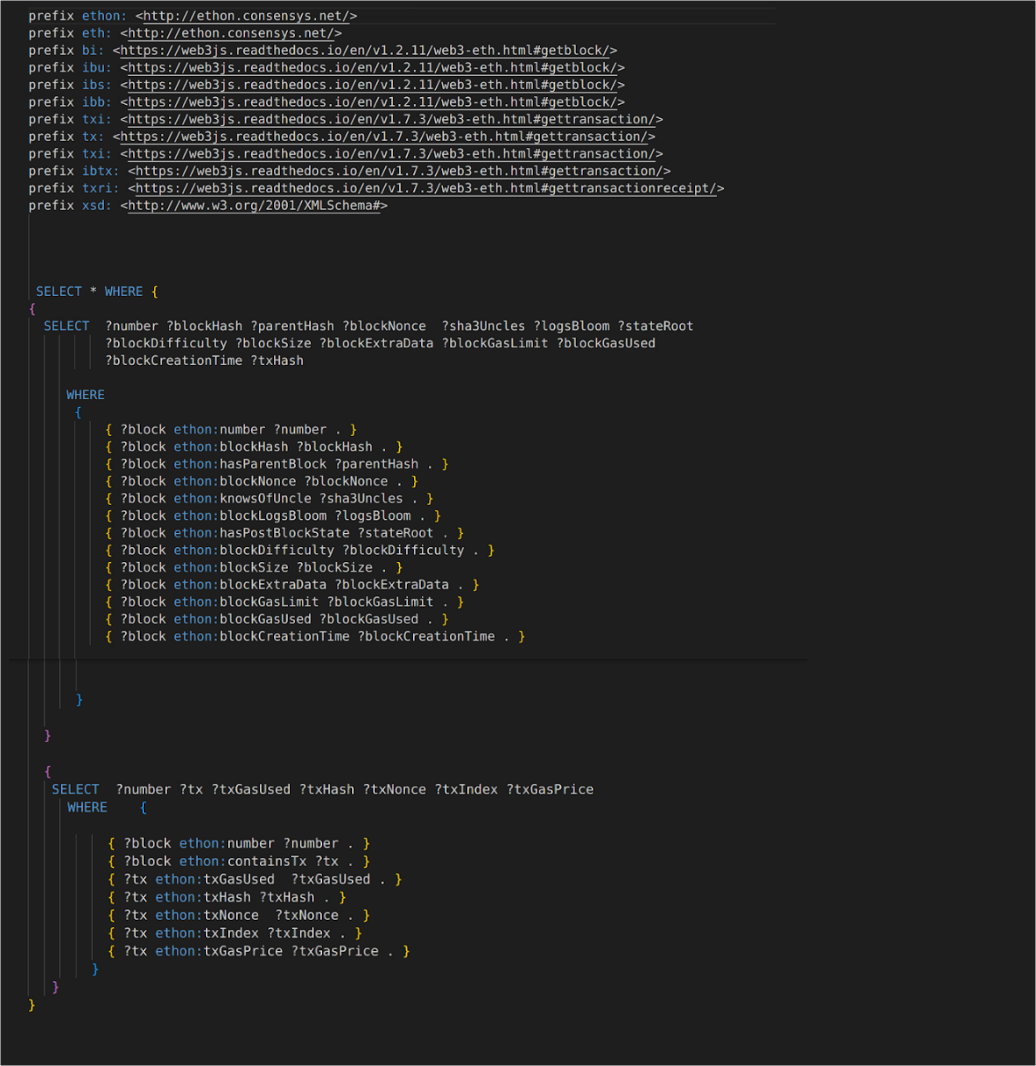 prefix ethon: <http://ethon.consensys.net/>
prefix eth: <http://ethon.consensys.net/>
prefix bi: <https://web3js.readthedocs.io/en/v1.2.11/web3-eth.html#getblock/>
prefix ibu: <https://web3js.readthedocs.io/en/v1.2.11/web3-eth.html#getblock/>
prefix ibs: <https://web3js.readthedocs.io/en/v1.2.11/web3-eth.html#getblock/>
prefix ibb: <https://web3js.readthedocs.io/en/v1.2.11/web3-eth.html#getblock/>
prefix txi: <https://web3js.readthedocs.io/en/v1.7.3/web3-eth.html#gettransaction/>
prefix tx: <https://web3js.readthedocs.io/en/v1.7.3/web3-eth.html#gettransaction/>
prefix txi: <https://web3js.readthedocs.io/en/v1.7.3/web3-eth.html#gettransaction/>
prefix ibtx: <https://web3js.readthedocs.io/en/v1.7.3/web3-eth.html#gettransaction/>
prefix txri: <https://web3js.readthedocs.io/en/v1.7.3/web3-eth.html#gettransactionreceipt/>
prefix xsd: <http://www.w3.org/2001/XMLSchema#>
SELECT * WHERE {
{
SELECT ?number ?blockHash ?parentHash ?blockNonce ?sha3Uncles ?logsBloom ?stateRoot
?blockDifficulty ?blockSize ?blockExtraData ?blockGasLimit ?blockGasUsed
?blockCreationTime ?txHash
WHERE
{
{ ?block ethon:number ?number . }
{ ?block ethon:blockHash ?blockHash . }
{ ?block ethon:hasParentBlock ?parentHash . }
{ ?block ethon:blockNonce ?blockNonce . }
{ ?block ethon:knowsOfUncle ?sha3Uncles . }
{ ?block ethon:blockLogsBloom ?logsBloom . }
{ ?block ethon:hasPostBlockState ?stateRoot . }
{ ?block ethon:blockDifficulty ?blockDifficulty . }
{ ?block ethon:blockSize ?blockSize . }
{ ?block ethon:blockExtraData ?blockExtraData . }
{ ?block ethon:blockGasLimit ?blockGasLimit . }
{ ?block ethon:blockGasUsed ?blockGasUsed . }
{ ?block ethon:blockCreationTime ?blockCreationTime . }
}
}
{
SELECT ?number ?tx ?txGasUsed ?txHash ?txNonce ?txIndex ?txGasPrice
WHERE {
{ ?block ethon:number ?number . }
{ ?block ethon:containsTx ?tx . }
{ ?tx ethon:txGasUsed ?txGasUsed . }
{ ?tx ethon:txHash ?txHash . }
{ ?tx ethon:txNonce ?txNonce . }
{ ?tx ethon:txIndex ?txIndex . }
{ ?tx ethon:txGasPrice ?txGasPrice . }
}
}
}